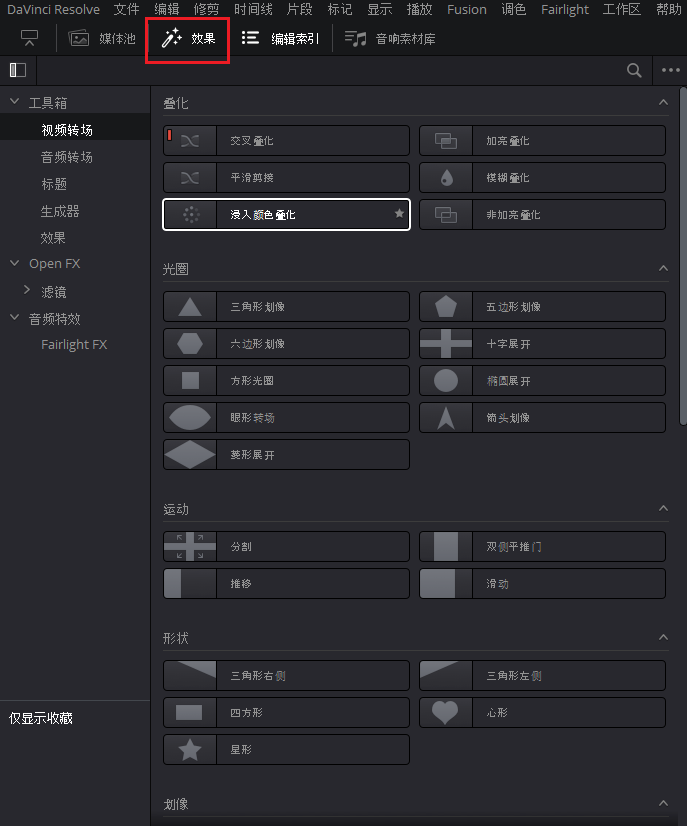 DaVinci Resolve 文件 编辑 修剪 时间线 片段 标记 显示 播放 Fusion 调色 Fairlight 工作区 帮助
媒体池 效果 编辑索引 音响素材库
工具箱
视频转场
音频转场
标题
生成器
效果
Open FX
滤镜
音频特效
Fairlight FX
仅显示收藏
叠化
交叉叠化 加亮叠化
平滑剪接 模糊叠化
浸入颜色叠化 非加亮叠化
光圈
三角形划像 五边形划像
六边形划像 十字展开
方形光圈 椭圆展开
眼形转场 箭头划像
菱形展开
运动
分割 双侧平推门
推移 滑动
形状
三角形右侧 三角形左侧
四方形 心形
星形
划像